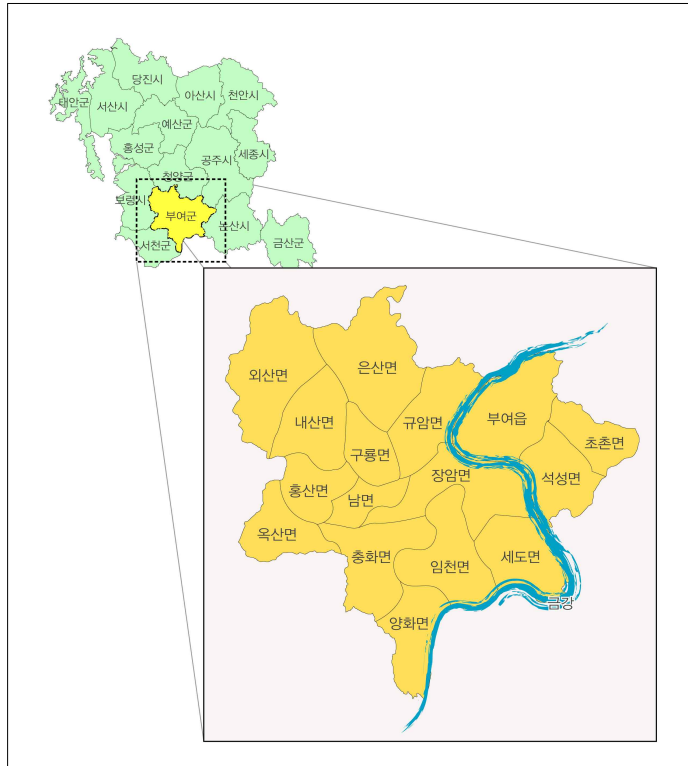 당진시
아산시
천안시
태안군
서산시
예산군
홍성군
세종시
공주시
청양군
보령시
부여군
논산시
서천군
금산군
은산면
외산면
부여읍
내산면
규암면
초촌면
구룡면
장암면
석성면
홍산면
남면
옥산면
충화면
임천면
세도면
금강
양화면